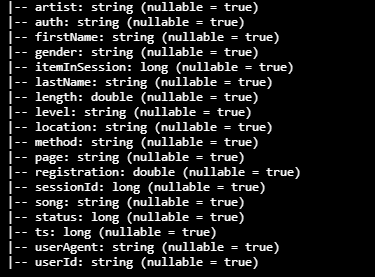 |-- artist: string (nullable = true)
|-- auth: string (nullable = true)
|-- firstName: string (nullable = true)
|-- gender: string (nullable = true)
|-- itemInSession: long (nullable = true)
|-- lastName: string (nullable = true)
|-- length: double (nullable = true)
|-- level: string (nullable = true)
|-- location: string (nullable = true)
|-- method: string (nullable = true)
|-- page: string (nullable = true)
|-- registration: double (nullable = true)
|-- sessionId: long (nullable = true)
|-- song: string (nullable = true)
|-- status: long (nullable = true)
|-- ts: long (nullable = true)
|-- userAgent: string (nullable = true)
|-- userId: string (nullable = true)